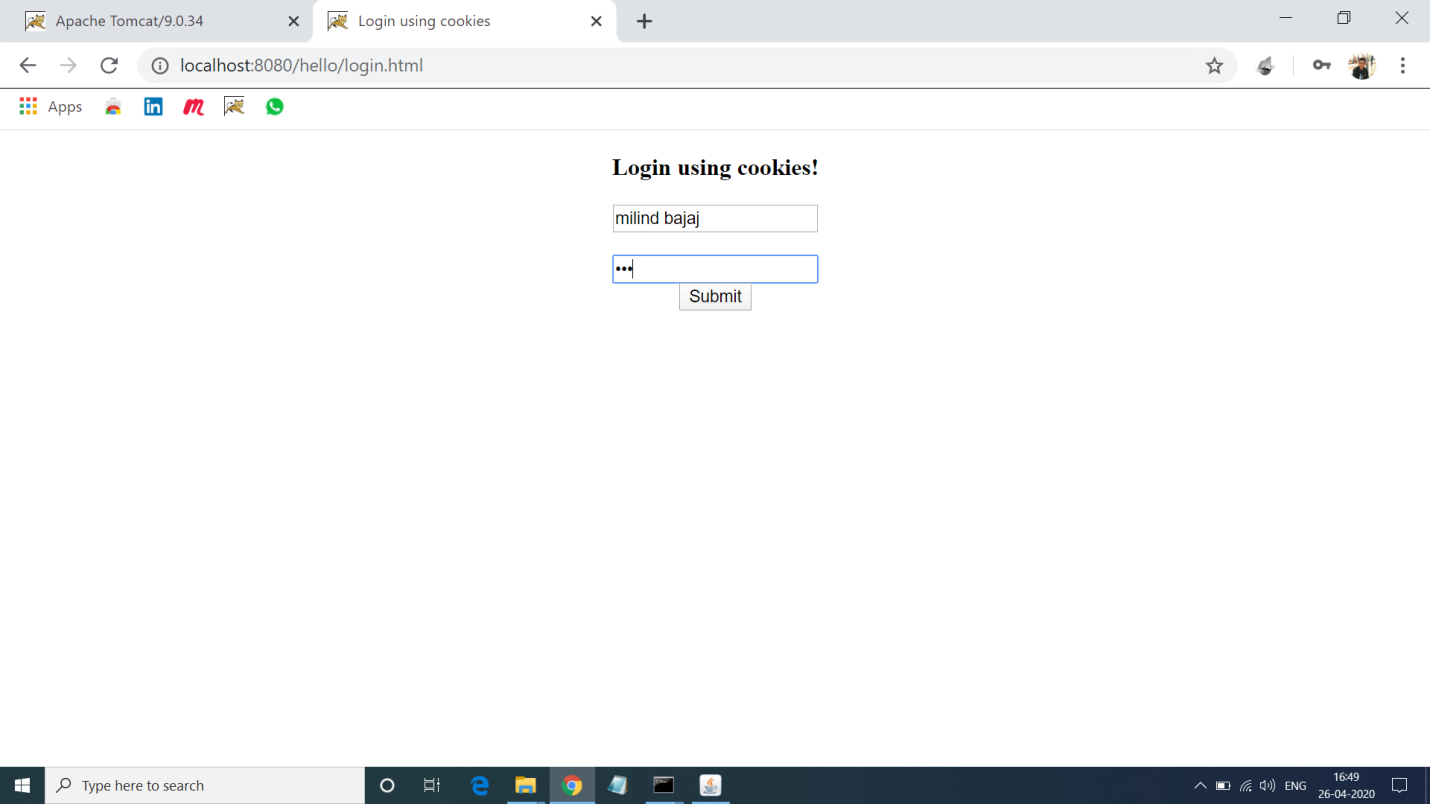 Apache Tomcat/9.0.34
Login using cookies
localhost:8080/hello/login.html
Apps
Login using cookies!
milind bajaj
•••
Submit
Type here to search
ENG
16:49
26-04-2020